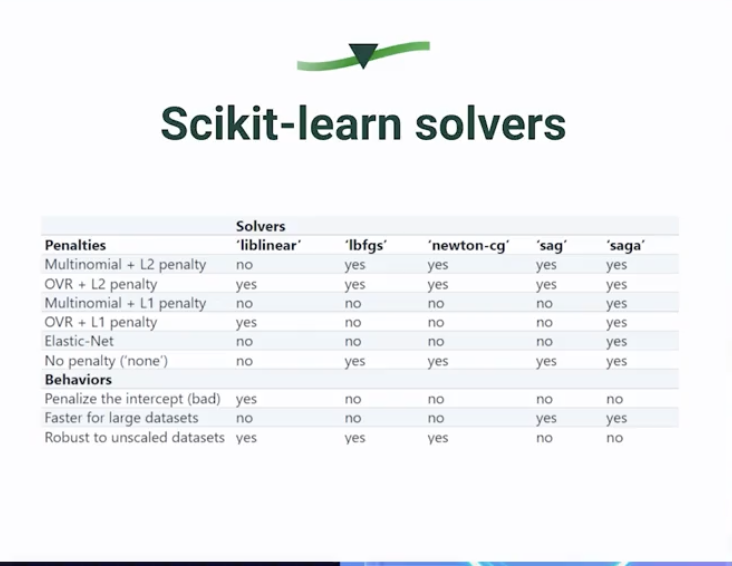 Scikit-learn solvers
Solvers
Penalties 'liblinear' 'lbfgs' 'newton-cg' 'sag' 'saga'
Multinomial + L2 penalty no yes yes yes yes
OVR + L2 penalty yes yes yes yes yes
Multinomial + L1 penalty no no no no yes
OVR + L1 penalty yes no no no yes
Elastic-Net no no no no yes
No penalty ('none') no yes yes yes yes
Behaviors
Penalize the intercept (bad) yes no no no no
Faster for large datasets no no no yes yes
Robust to unscaled datasets yes yes yes no no